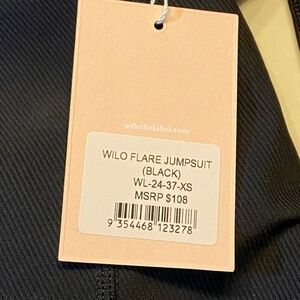 wilothelabel.com
WILO FLARE JUMPSUIT
(BLACK)
WL-24-37-XS
MSRP $108
9 354468 123278